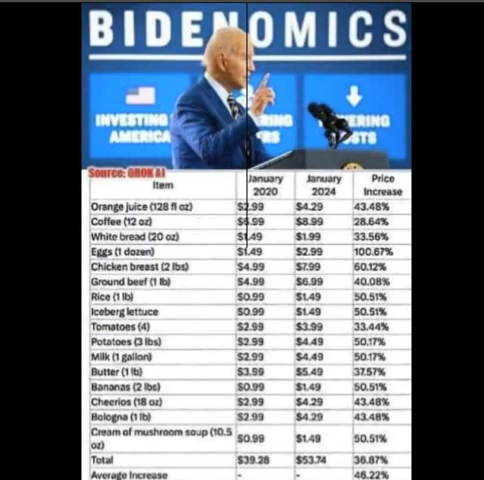 BIDENOMICS
INVESTING
AMERICA
RING
RS
ERING
STS
Source: GROK AI
Item January 2020 January 2024 Price Increase
Orange juice (128 fl oz) $2.99 $4.29 43.48%
Coffee (12 oz) $6.99 $8.99 28.64%
White bread (20 oz) $1.49 $1.99 33.56%
Eggs (1 dozen) $1.49 $2.99 100.67%
Chicken breast (2 lbs) $4.99 $7.99 60.12%
Ground beef (1 lb) $4.99 $6.99 40.08%
Rice (1 lb) $0.99 $1.49 50.51%
Iceberg lettuce $0.99 $1.49 50.51%
Tomatoes (4) $2.99 $3.99 33.44%
Potatoes (3 lbs) $2.99 $4.49 50.17%
Milk (1 gallon) $2.99 $4.49 50.17%
Butter (1 lb) $3.99 $5.49 37.57%
Bananas (2 lbs) $0.99 $1.49 50.51%
Cheerios (18 oz) $2.99 $4.29 43.48%
Bologna (1 lb) $2.99 $4.29 43.48%
Cream of mushroom soup (10.5 oz) $0.99 $1.49 50.51%
Total $39.28 $53.74 36.87%
Average Increase - - 46.22%